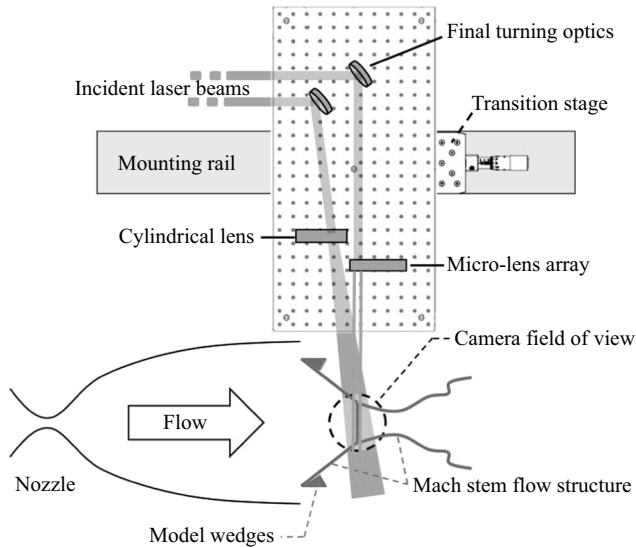 Final turning optics
Incident laser beams
Transition stage
Mounting rail
Cylindrical lens
Micro-lens array
Camera field of view
Flow
Nozzle
Mach stem flow structure
Model wedges